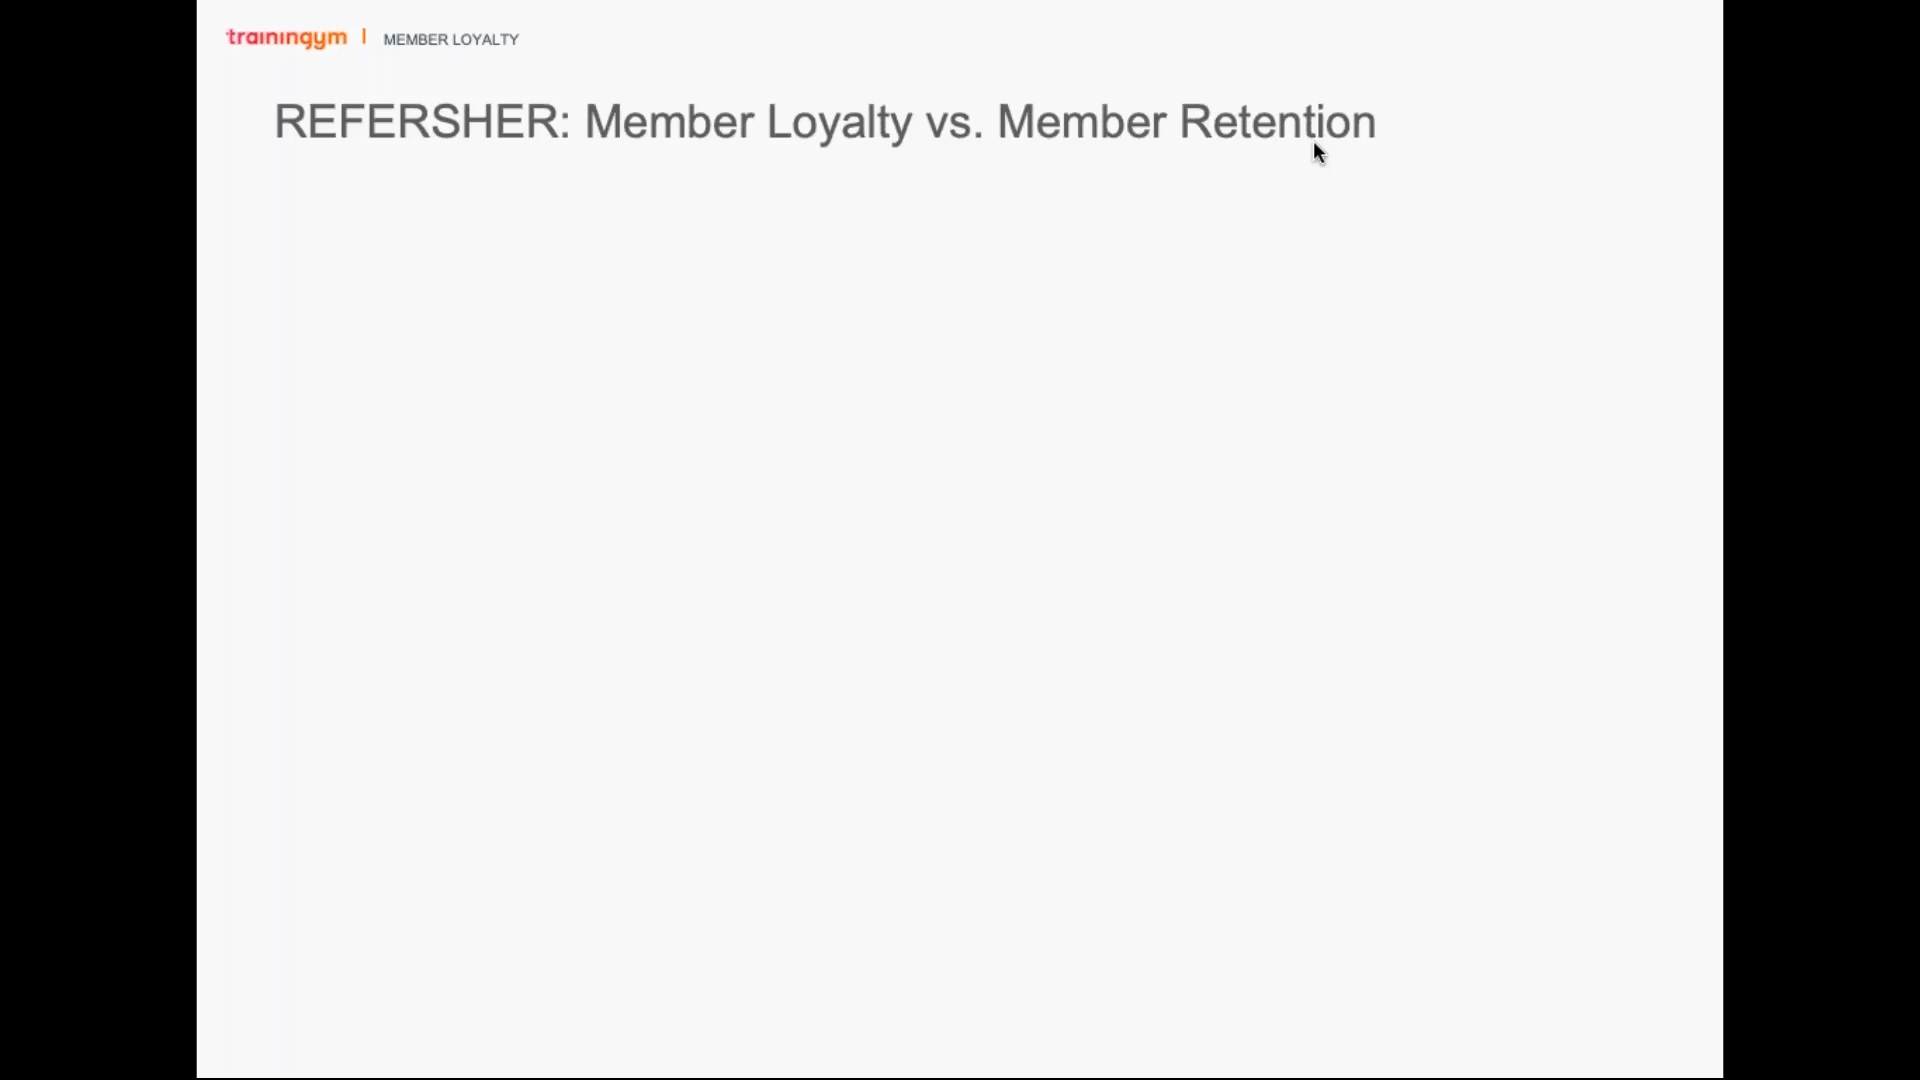 trainingym | MEMBER LOYALTY
REFERSHER: Member Loyalty vs. Member Retention